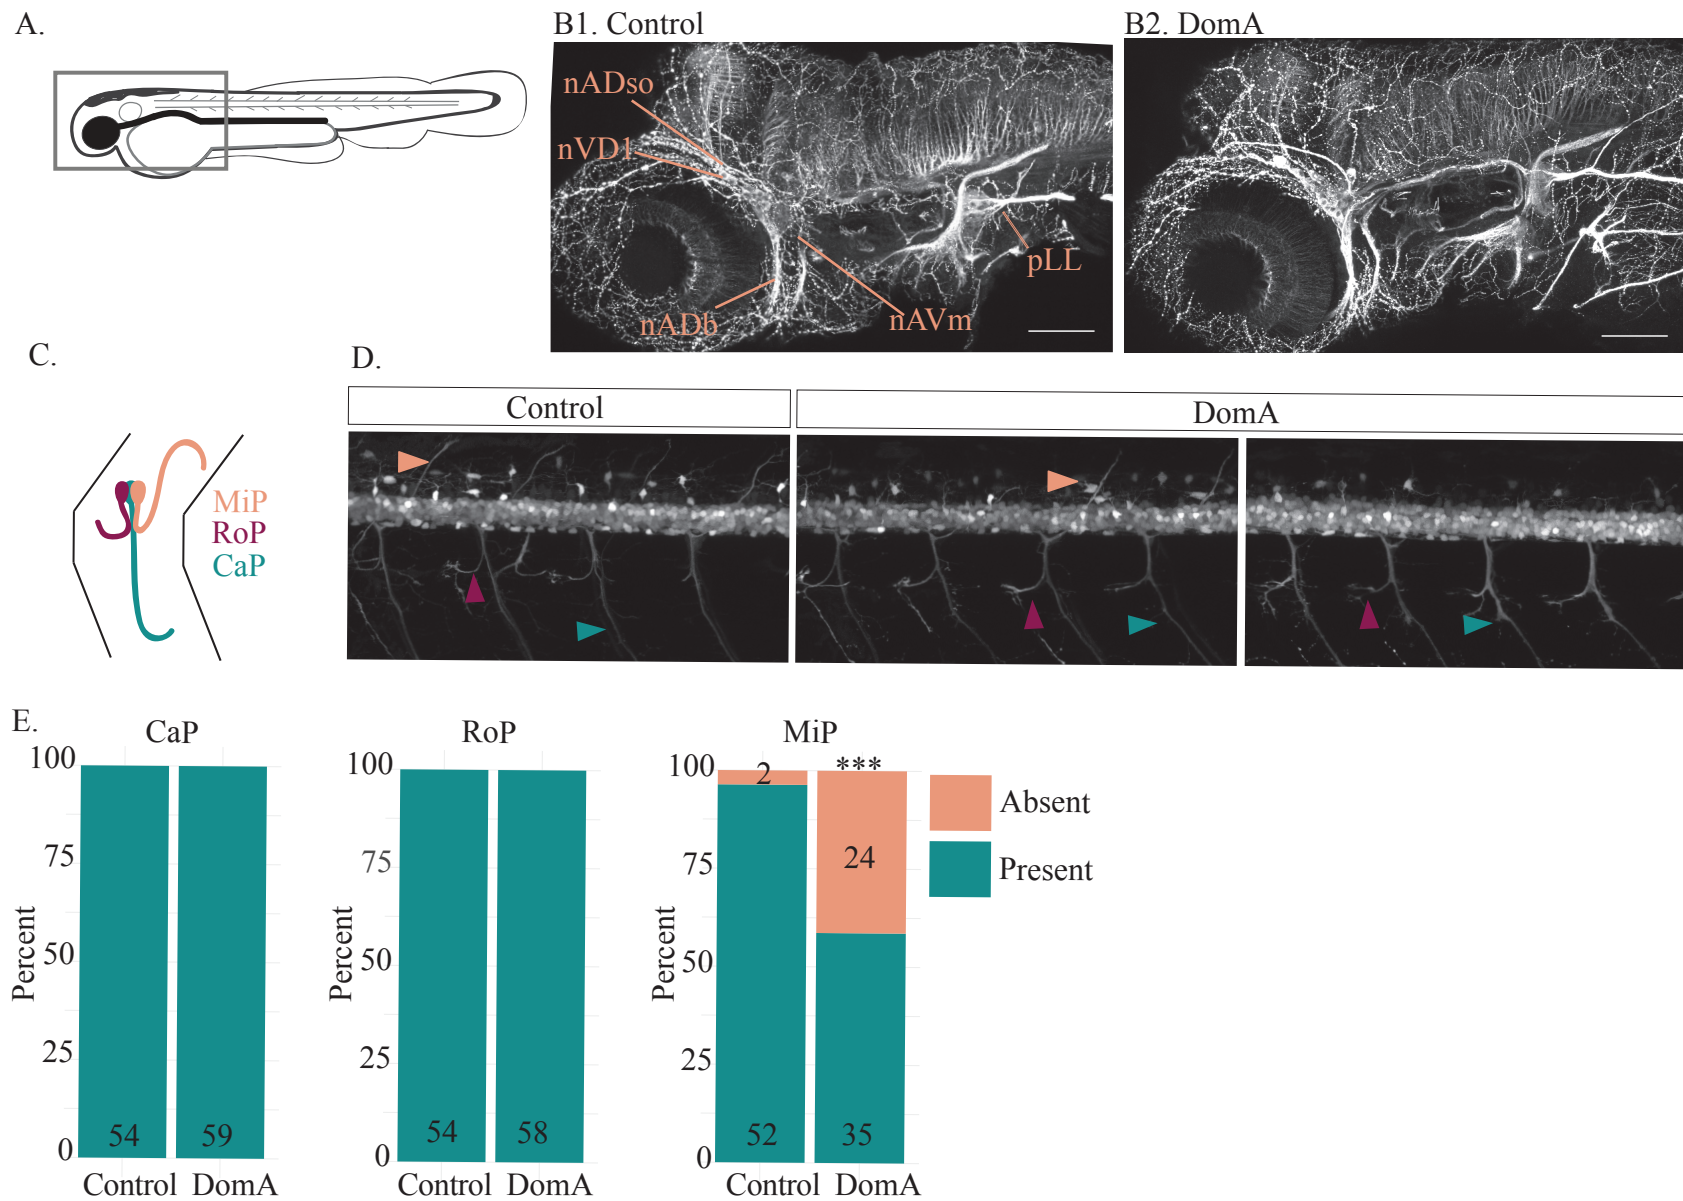 A.
B1. Control
B2. DomA
nADso
nVD1
nADb
nAVm
pLL
C.
MiP
RoP
CaP
D.
Control
DomA
E.
CaP
Percent
100
75
50
25
0
54
59
Control
DomA
RoP
Percent
100
75
50
25
0
54
58
Control
DomA
MiP
Percent
100
75
50
25
0
2
***
24
52
35
Control
DomA
Absent
Present